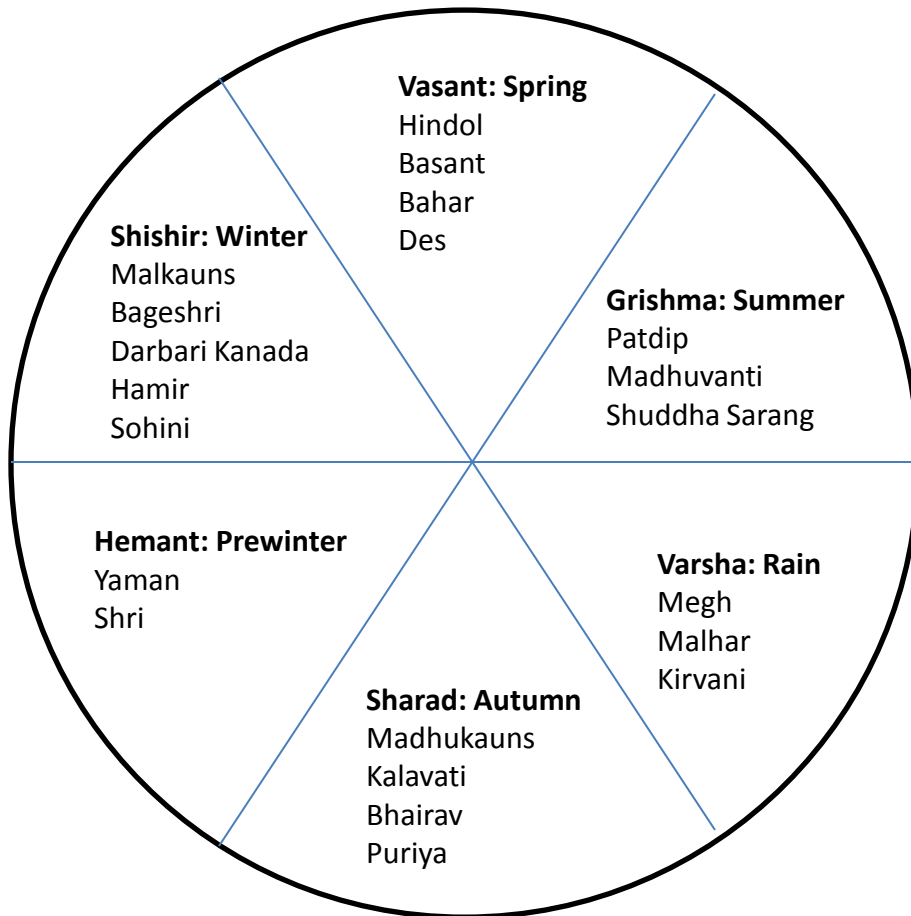 Vasant: Spring
Hindol
Basant
Bahar
Des
Grishma: Summer
Patdip
Madhuvanti
Shuddha Sarang
Varsha: Rain
Megh
Malhar
Kirvani
Sharad: Autumn
Madhukauns
Kalavati
Bhairav
Puriya
Hemant: Prewinter
Yaman
Shri
Shishir: Winter
Malkauns
Bageshri
Darbari Kanada
Hamir
Sohini